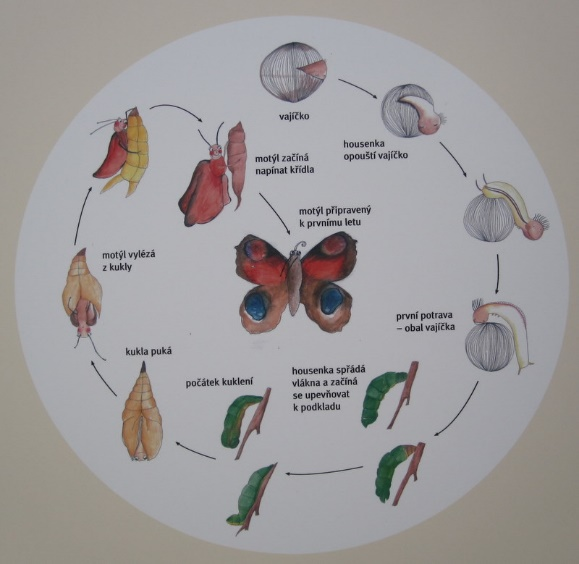 vajíčko
housenka
opouští vajíčko
první potrava
– obal vajíčka
housenka spřádá
vlákna a začíná
se upevňovat
k podkladu
počátek kuklení
kukla puká
motýl vylézá
z kukly
motýl začíná
napínat křídla
motýl připravený
k prvnímu letu